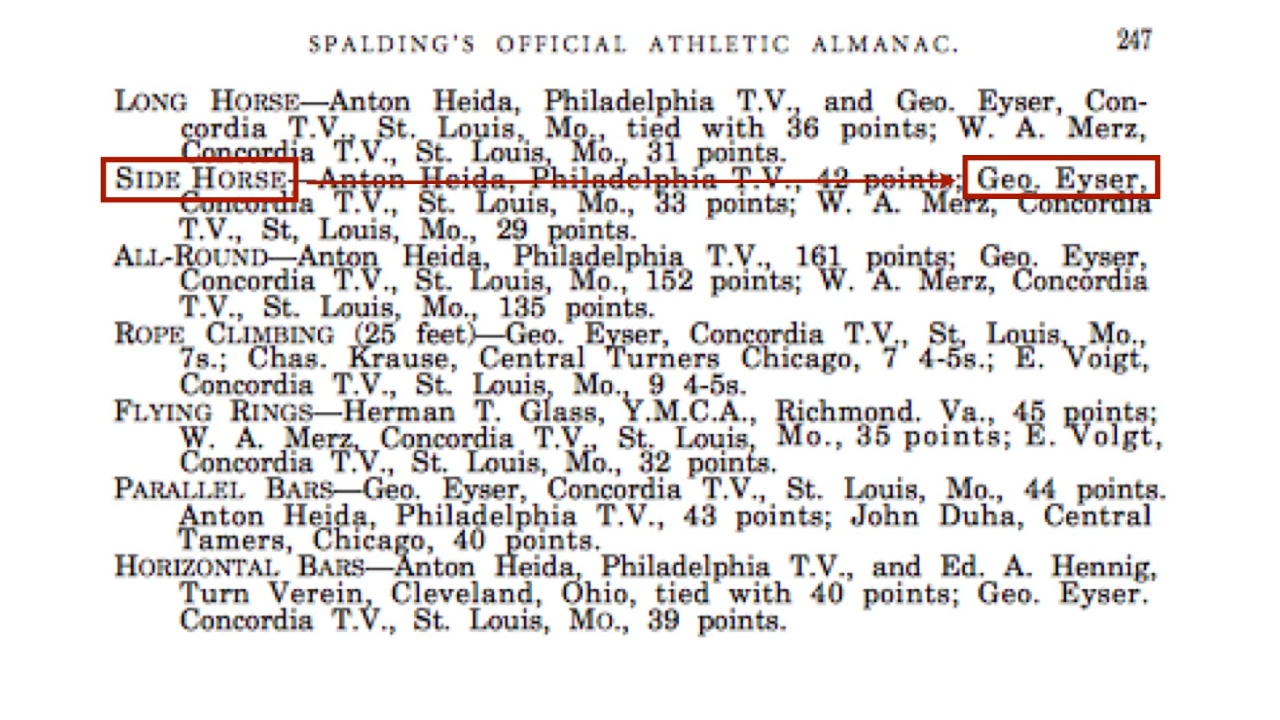 SPALDING'S OFFICIAL ATHLETIC ALMANAC. 247
LONG HORSE—Anton Heida, Philadelphia T.V., and Geo. Eyser, Con-
cordia T.V., St. Louis, Mo., tied with 36 points; W. A. Merz,
Concordia T.V., St. Louis, Mo., 31 points.
SIDE HORSE—Anton Heida, Philadelphia T.V., 42 points; Geo. Eyser,
Concordia T.V., St. Louis, Mo., 33 points; W. A. Merz, Concordia
T.V., St, Louis, Mo., 29 points.
ALL-ROUND—Anton Heida, Philadelphia T.V., 161 points; Geo. Eyser,
Concordia T.V., St. Louis, Mo., 152 points; W. A. Merz, Concordia
T.V., St. Louis, Mo., 135 points.
ROPE CLIMBING (25 feet)—Geo. Eyser, Concordia T.V., St, Louis, Mo.,
7s.; Chas. Krause, Central Turners Chicago, 7 4-5s.; E. Voigt,
Concordia T.V., St. Louis, Mo., 9 4-5s.
FLYING RINGS—Herman T. Glass, Y.M.C.A., Richmond. Va., 45 points;
W. A. Merz, Concordia T.V., St. Louis, Mo., 35 points; E. Volgt,
Concordia T.V., St. Louis, Mo., 32 points.
PARALLEL BARS—Geo. Eyser, Concordia T.V., St. Louis, Mo., 44 points.
Anton Heida, Philadelphia T.V., 43 points; John Duha, Central
Tamers, Chicago, 40 points.
HORIZONTAL BARS—Anton Heida, Philadelphia T.V., and Ed. A. Hennig,
Turn Verein, Cleveland, Ohio, tied with 40 points; Geo. Eyser.
Concordia T.V., St. Louis, Mo., 39 points.